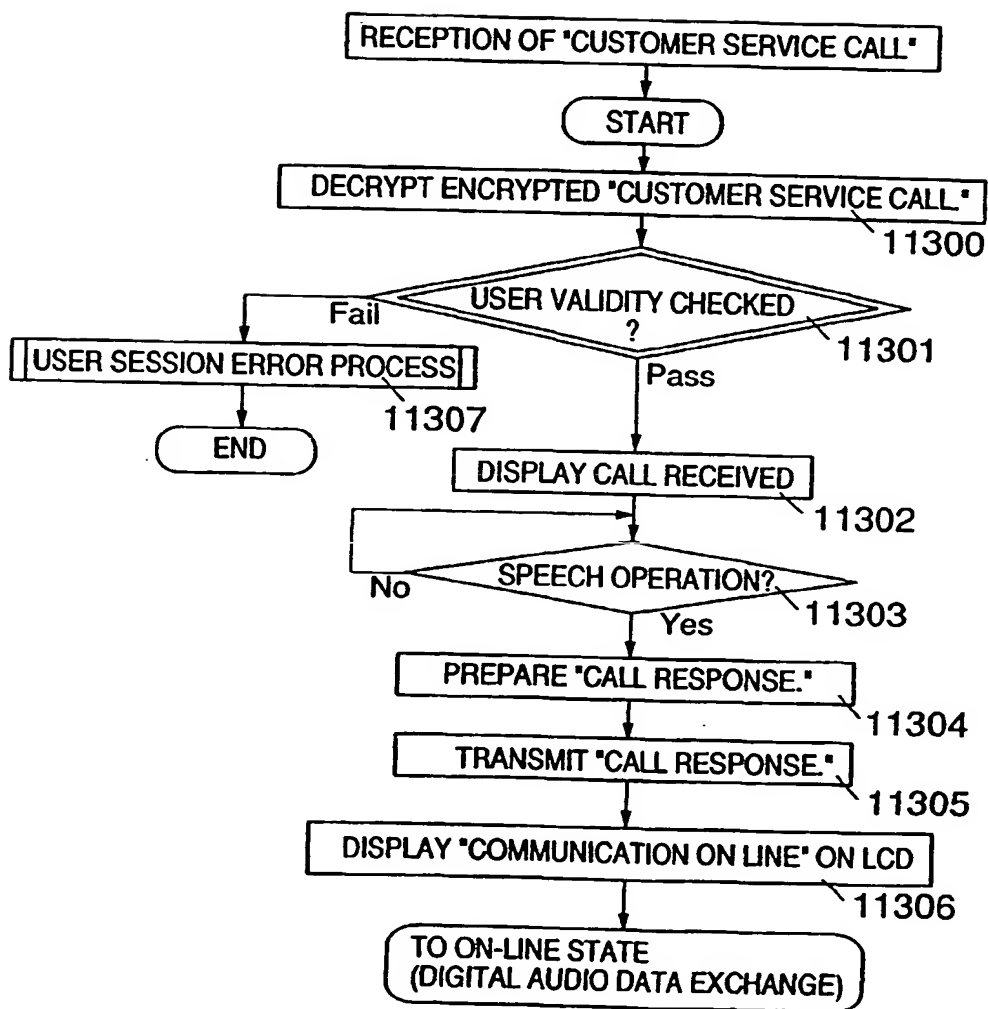 RECEPTION OF "CUSTOMER SERVICE CALL"
START
DECRYPT ENCRYPTED "CUSTOMER SERVICE CALL."
11300
USER VALIDITY CHECKED
?
11301
Fail
Pass
USER SESSION ERROR PROCESS
11307
END
DISPLAY CALL RECEIVED
11302
SPEECH OPERATION?
11303
No
Yes
PREPARE "CALL RESPONSE."
11304
TRANSMIT "CALL RESPONSE."
11305
DISPLAY "COMMUNICATION ON LINE" ON LCD
11306
TO ON-LINE STATE
(DIGITAL AUDIO DATA EXCHANGE)